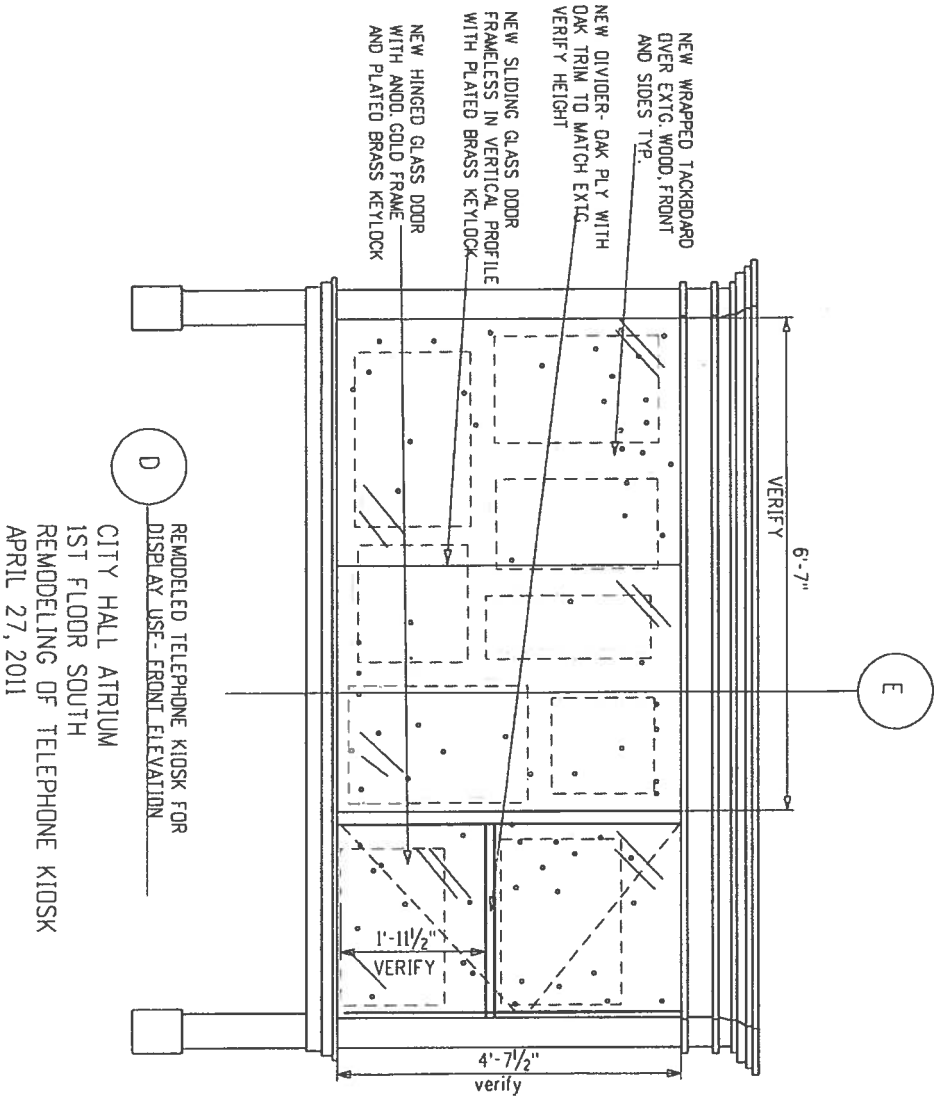 NEW WRAPPED TACKBOARD
OVER EXTG. WOOD, FRONT
AND SIDES TYP.
NEW DIVIDER- OAK PLY WITH
OAK TRIM TO MATCH EXTG
VERIFY HEIGHT
NEW SLIDING GLASS DOOR
FRAMELESS IN VERTICAL PROFILE
WITH PLATED BRASS KEYLOCK
NEW HINGED GLASS DOOR
WITH ANOD. GOLD FRAME
AND PLATED BRASS KEYLOCK
6'-7"
VERIFY
E
1'-11 1/2"
VERIFY
4'-7 1/2"
verify
D
REMODELED TELEPHONE KIOSK FOR
DISPLAY USE- FRONT ELEVATION
CITY HALL ATRIUM
1ST FLOOR SOUTH
REMODELING OF TELEPHONE KIOSK
APRIL 27, 2011